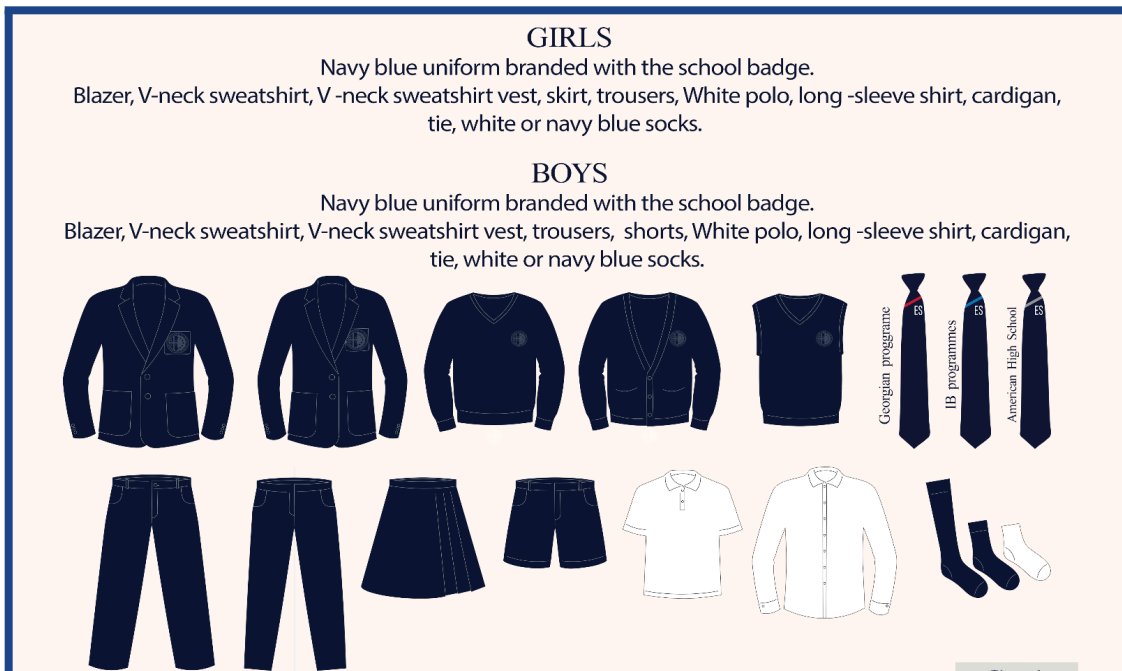 GIRLS
Navy blue uniform branded with the school badge.
Blazer, V-neck sweatshirt, V -neck sweatshirt vest, skirt, trousers, White polo, long -sleeve shirt, cardigan,
tie, white or navy blue socks.
BOYS
Navy blue uniform branded with the school badge.
Blazer, V-neck sweatshirt, V-neck sweatshirt vest, trousers, shorts, White polo, long -sleeve shirt, cardigan,
tie, white or navy blue socks.
Georgian proggrame
ES
IB programmes
ES
American High School
ES